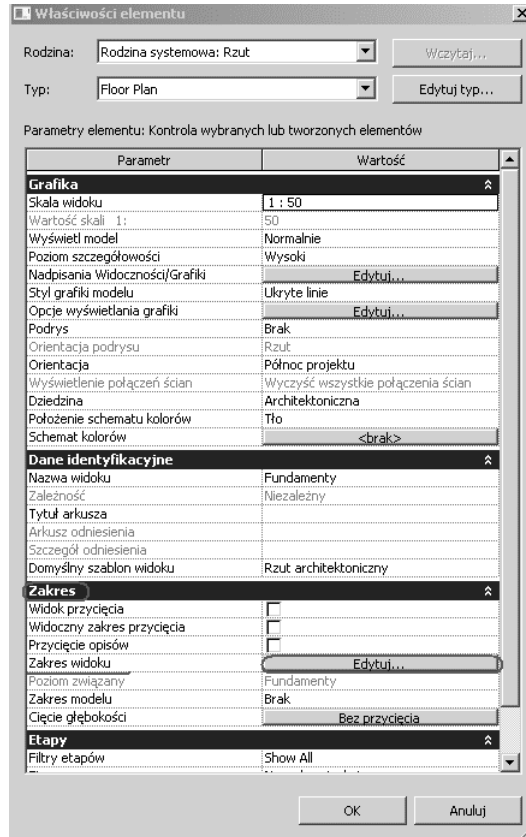 Właściwości elementu
Rodzina: Rodzina systemowa: Rzut Wczytaj...
Typ: Floor Plan Edytuj typ...
Parametry elementu: Kontrola wybranych lub tworzonych elementów
Parametr Wartość
Grafika
Skala widoku 1 : 50
Wartość skali 1: 50
Wyświetl model Normalnie
Poziom szczegółowości Wysoki
Nadpisania Widoczności/Grafiki Edytuj...
Styl grafiki modelu Ukryte linie
Opcje wyświetlania grafiki Edytuj...
Podrys Brak
Orientacja podrysu Rzut
Orientacja Północ projektu
Wyświetlenie połączeń ścian Wyczyść wszystkie połączenia ścian
Dziedzina Architektoniczna
Położenie schematu kolorów Tło
Schemat kolorów <brak>
Dane identyfikacyjne
Nazwa widoku Fundamenty
Zależność Niezależny
Tytuł arkusza
Arkusz odniesienia
Szczegół odniesienia
Domyślny szablon widoku Rzut architektoniczny
Zakres
Widok przycięcia
Widoczny zakres przycięcia
Przycięcie opisów
Zakres widoku Edytuj...
Poziom związany Fundamenty
Zakres modelu Brak
Cięcie głębokości Bez przycięcia
Etapy
Filtry etapów Show All
OK Anuluj